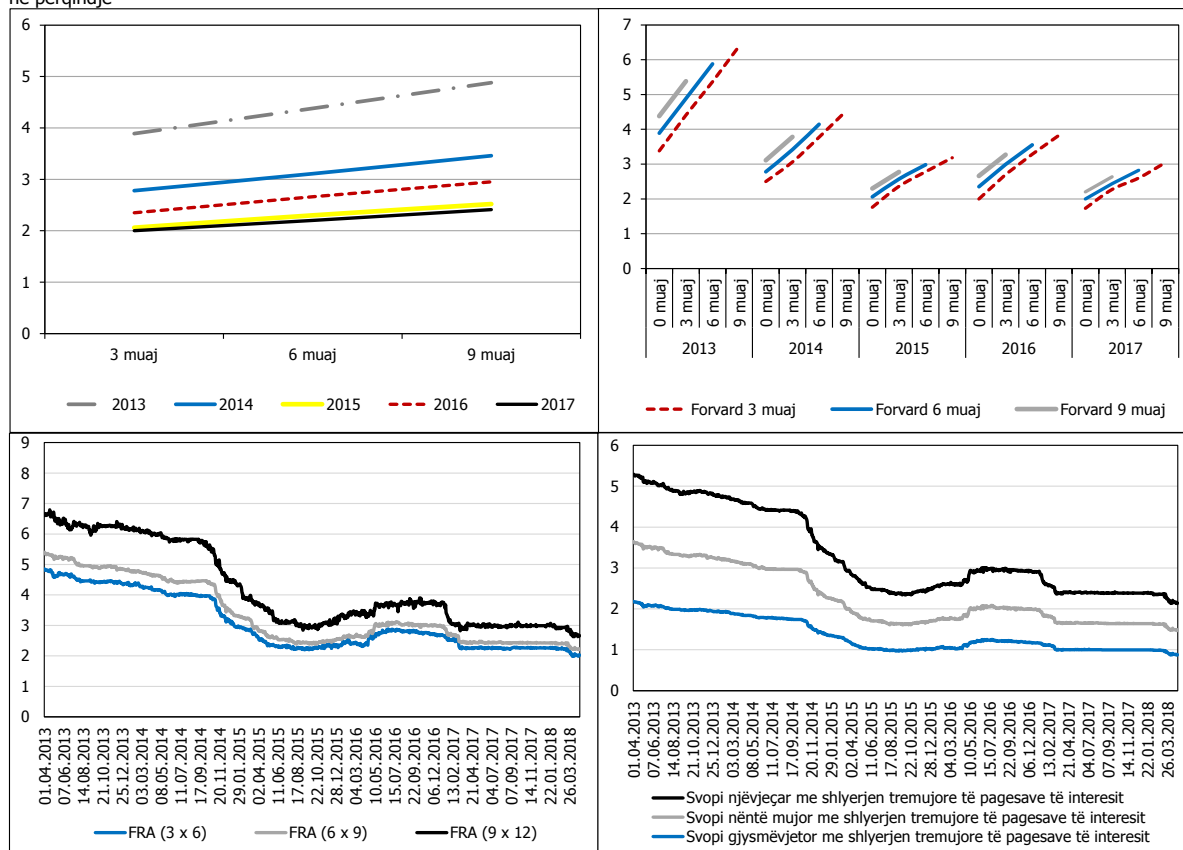 në përqindje
6
5
4
3
2
1
0
3 muaj 6 muaj 9 muaj
2013 2014 2015 2016 2017
7
6
5
4
3
2
1
0
0 muaj 3 muaj 6 muaj 9 muaj 0 muaj 3 muaj 6 muaj 9 muaj 0 muaj 3 muaj 6 muaj 9 muaj 0 muaj 3 muaj 6 muaj 9 muaj 0 muaj 3 muaj 6 muaj 9 muaj
2013 2014 2015 2016 2017
Forvard 3 muaj Forvard 6 muaj Forvard 9 muaj
9
8
7
6
5
4
3
2
1
0
01.04.2013 07.06.2013 14.08.2013 21.10.2013 25.12.2013 03.03.2014 08.05.2014 11.07.2014 17.09.2014 20.11.2014 29.01.2015 02.04.2015 11.06.2015 17.08.2015 22.10.2015 28.12.2015 03.03.2016 10.05.2016 15.07.2016 22.09.2016 06.12.2016 13.02.2017 21.04.2017 30.06.2017 07.09.2017 14.11.2017 22.01.2018 26.03.2018
FRA (3 x 6) FRA (6 x 9) FRA (9 x 12)
6
5
4
3
2
1
0
01.04.2013 07.06.2013 14.08.2013 21.10.2013 25.12.2013 03.03.2014 08.05.2014 11.07.2014 17.09.2014 20.11.2014 29.01.2015 02.04.2015 11.06.2015 17.08.2015 22.10.2015 28.12.2015 03.03.2016 10.05.2016 15.07.2016 22.09.2016 06.12.2016 13.02.2017 21.04.2017 30.06.2017 07.09.2017 14.11.2017 22.01.2018 26.03.2018
Svopi njëvjeçar me shlyerjen tremujore të pagesave të interesit
Svopi nëntë mujor me shlyerjen tremujore të pagesave të interesit
Svopi gjysmëvjetor me shlyerjen tremujore të pagesave të interesit